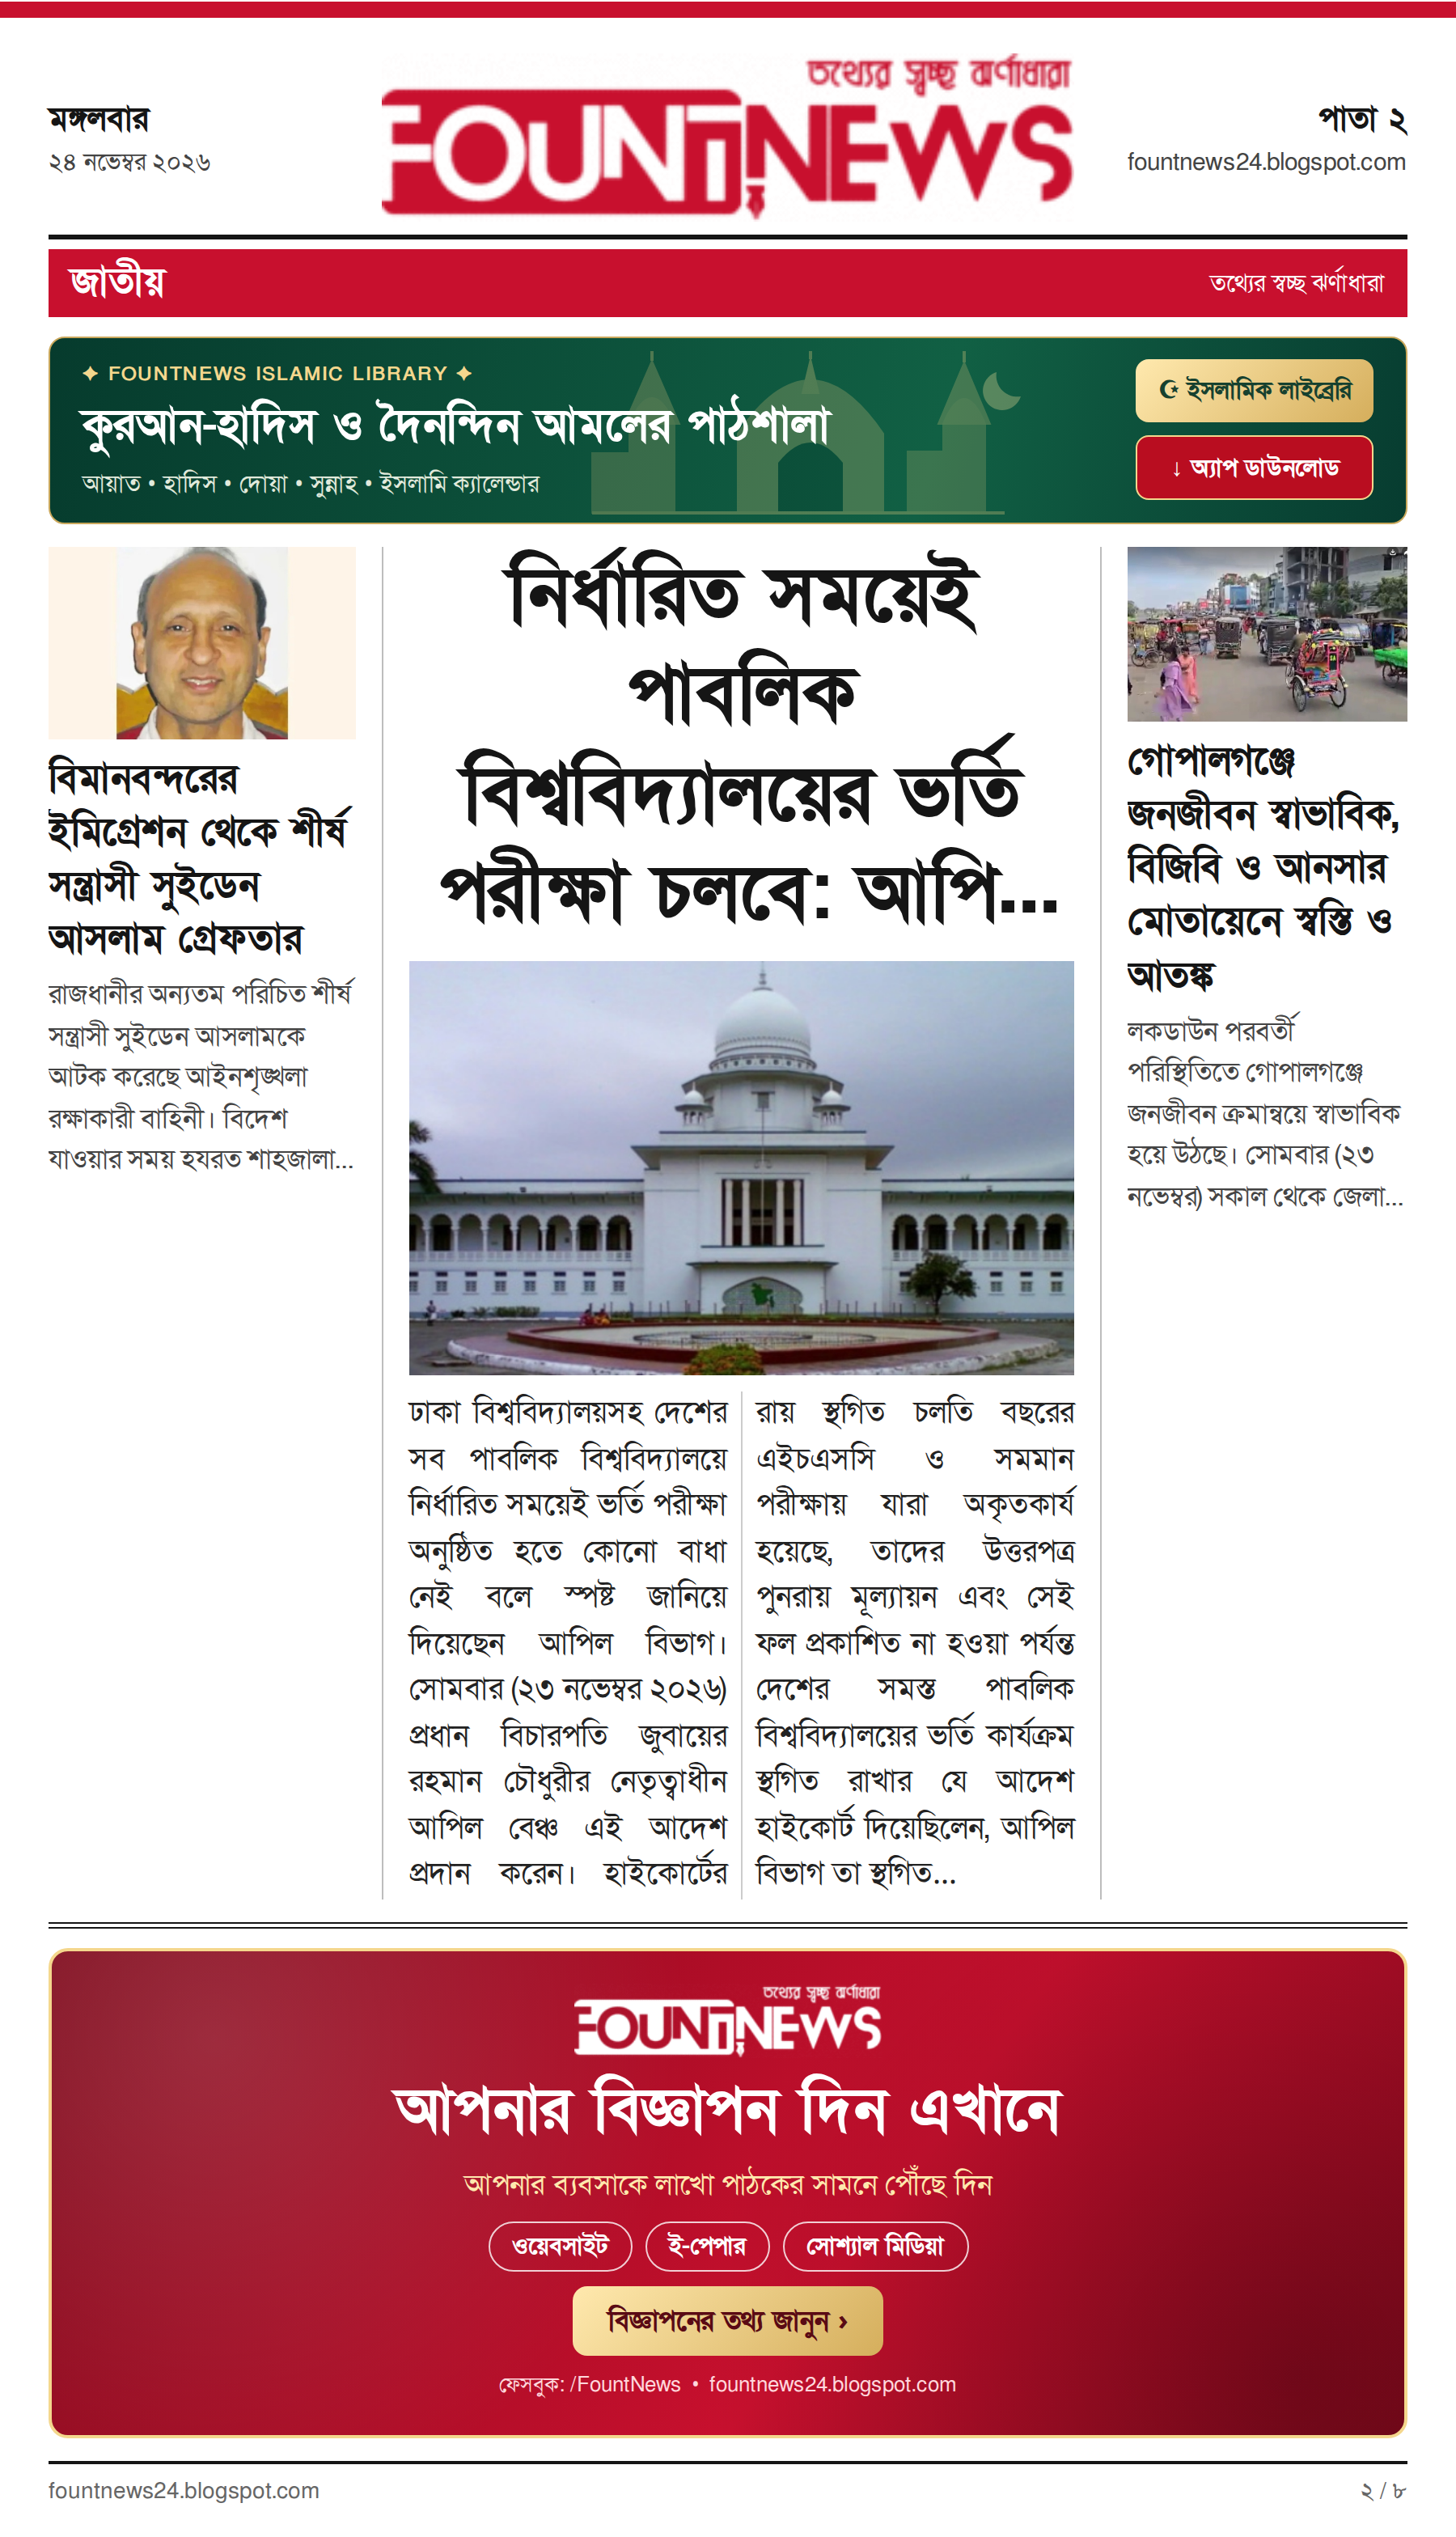 মঙ্গলবার
২৪ নভেম্বর ২০২৬
তথ্যের স্বচ্ছ ঝর্ণাধারা
FOUNTNEWS
পাতা ২
fountnews24.blogspot.com
জাতীয়
তথ্যের স্বচ্ছ ঝর্ণাধারা
✦ FOUNTNEWS ISLAMIC LIBRARY ✦
কুরআন-হাদিস ও দৈনন্দিন আমলের পাঠশালা
আয়াত • হাদিস • দোয়া • সুন্নাহ • ইসলামি ক্যালেন্ডার
☪ ইসলামিক লাইব্রেরি
↓ অ্যাপ ডাউনলোড
বিমানবন্দরের
ইমিগ্রেশন থেকে শীর্ষ
সন্ত্রাসী সুইডেন
আসলাম গ্রেফতার
রাজধানীর অন্যতম পরিচিত শীর্ষ
সন্ত্রাসী সুইডেন আসলামকে
আটক করেছে আইনশৃঙ্খলা
রক্ষাকারী বাহিনী। বিদেশ
যাওয়ার সময় হযরত শাহজালা...
নির্ধারিত সময়েই
পাবলিক
বিশ্ববিদ্যালয়ের ভর্তি
পরীক্ষা চলবে: আপি...
ঢাকা বিশ্ববিদ্যালয়সহ দেশের
সব পাবলিক বিশ্ববিদ্যালয়ে
নির্ধারিত সময়েই ভর্তি পরীক্ষা
অনুষ্ঠিত হতে কোনো বাধা
নেই বলে স্পষ্ট জানিয়ে
দিয়েছেন আপিল বিভাগ।
সোমবার (২৩ নভেম্বর ২০২৬)
প্রধান বিচারপতি জুবায়ের
রহমান চৌধুরীর নেতৃত্বাধীন
আপিল বেঞ্চ এই আদেশ
প্রদান করেন। হাইকোর্টের
রায় স্থগিত চলতি বছরের
এইচএসসি ও সমমান
পরীক্ষায় যারা অকৃতকার্য
হয়েছে, তাদের উত্তরপত্র
পুনরায় মূল্যায়ন এবং সেই
ফল প্রকাশিত না হওয়া পর্যন্ত
দেশের সমস্ত পাবলিক
বিশ্ববিদ্যালয়ের ভর্তি কার্যক্রম
স্থগিত রাখার যে আদেশ
হাইকোর্ট দিয়েছিলেন, আপিল
বিভাগ তা স্থগিত...
গোপালগঞ্জে
জনজীবন স্বাভাবিক,
বিজিবি ও আনসার
মোতায়েনে স্বস্তি ও
আতঙ্ক
লকডাউন পরবর্তী
পরিস্থিতিতে গোপালগঞ্জে
জনজীবন ক্রমান্বয়ে স্বাভাবিক
হয়ে উঠছে। সোমবার (২৩
নভেম্বর) সকাল থেকে জেলা...
তথ্যের স্বচ্ছ ঝর্ণাধারা
FOUNTNEWS
আপনার বিজ্ঞাপন দিন এখানে
আপনার ব্যবসাকে লাখো পাঠকের সামনে পৌঁছে দিন
ওয়েবসাইট
ই-পেপার
সোশ্যাল মিডিয়া
বিজ্ঞাপনের তথ্য জানুন ›
ফেসবুক: /FountNews • fountnews24.blogspot.com
fountnews24.blogspot.com
২ / ৮